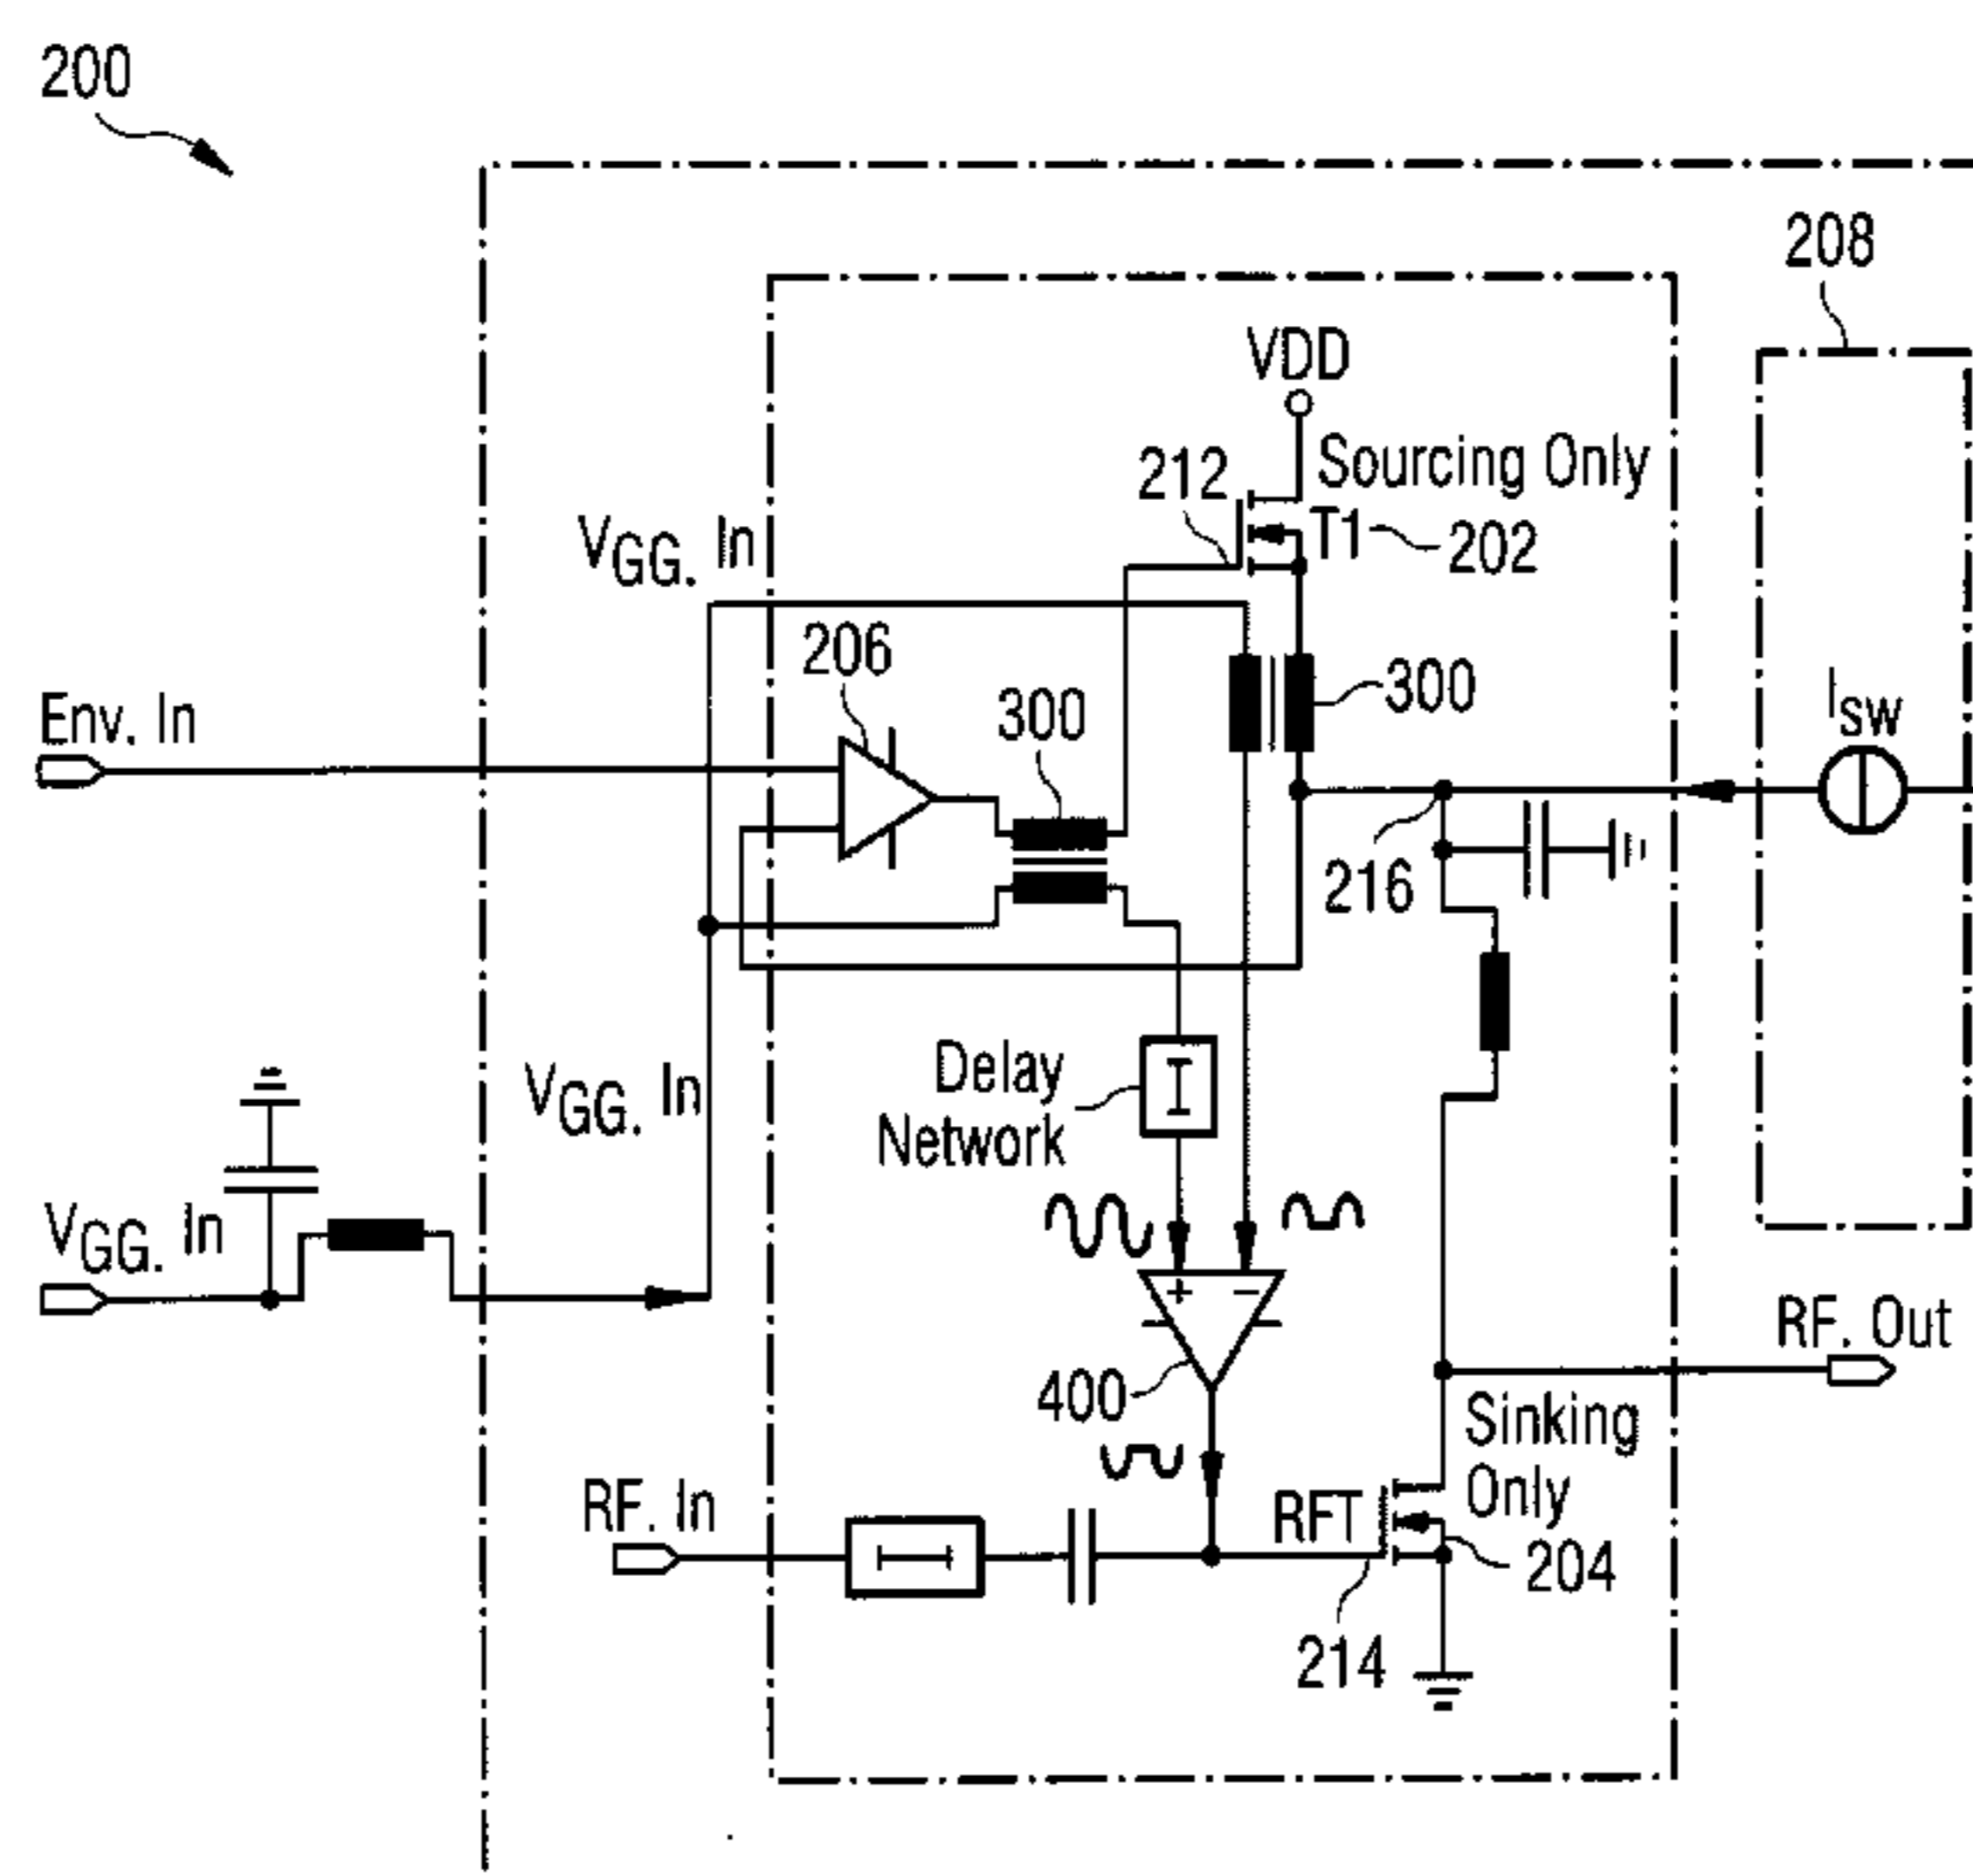 200
208
VDD
212
Sourcing Only
T1
202
VGG. In
206
300
300
Env. In
ISW
216
Delay
Network
VGG. In
VGG. In
+
−
400
RF. Out
Sinking
Only
RF. In
RFT
204
214